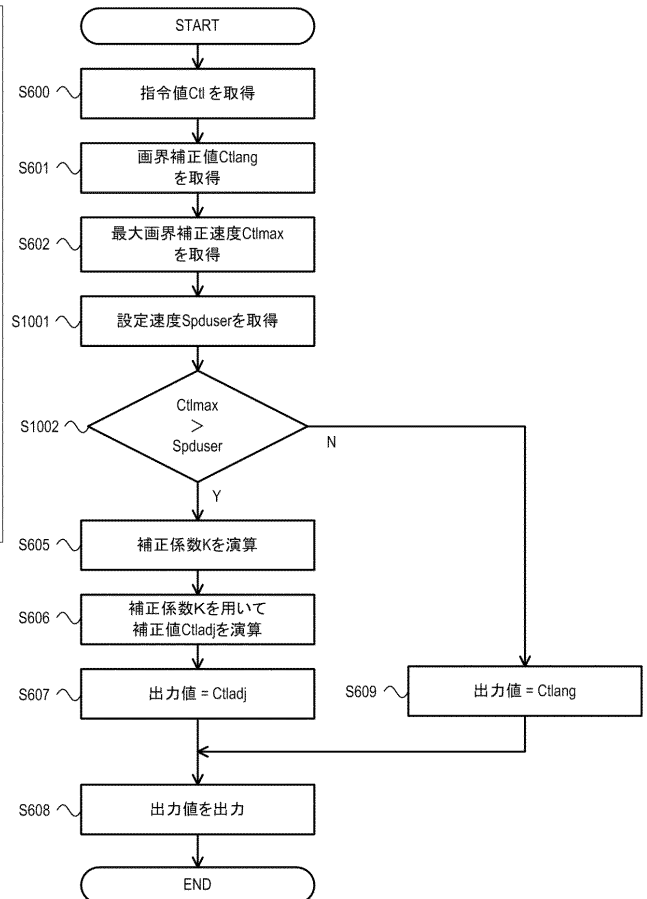 START
S600
指令値Ctl を取得
S601
画界補正値Ctlang
を取得
S602
最大画界補正速度Ctlmax
を取得
S1001
設定速度Spduserを取得
S1002
Ctlmax
＞
Spduser
N
Y
S605
補正係数Kを演算
S606
補正係数Kを用いて
補正値Ctladjを演算
S607
出力値 = Ctladj
S609
出力値 = Ctlang
S608
出力値を出力
END